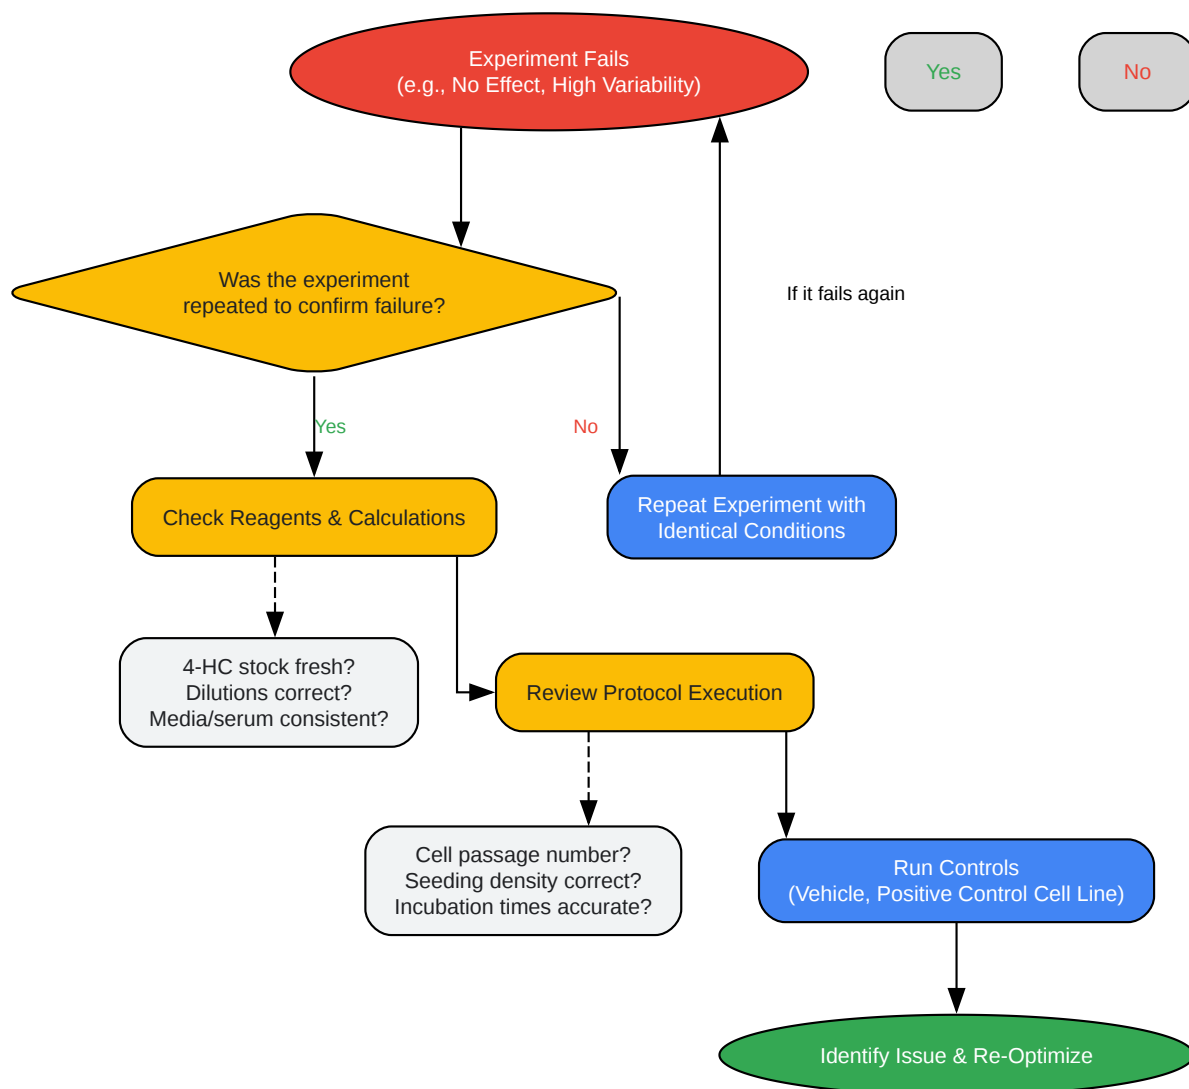 Experiment Fails
(e.g., No Effect, High Variability)
Yes
No
Was the experiment
repeated to confirm failure?
If it fails again
Yes
No
Check Reagents & Calculations
Repeat Experiment with
Identical Conditions
4-HC stock fresh?
Dilutions correct?
Media/serum consistent?
Review Protocol Execution
Cell passage number?
Seeding density correct?
Incubation times accurate?
Run Controls
(Vehicle, Positive Control Cell Line)
Identify Issue & Re-Optimize